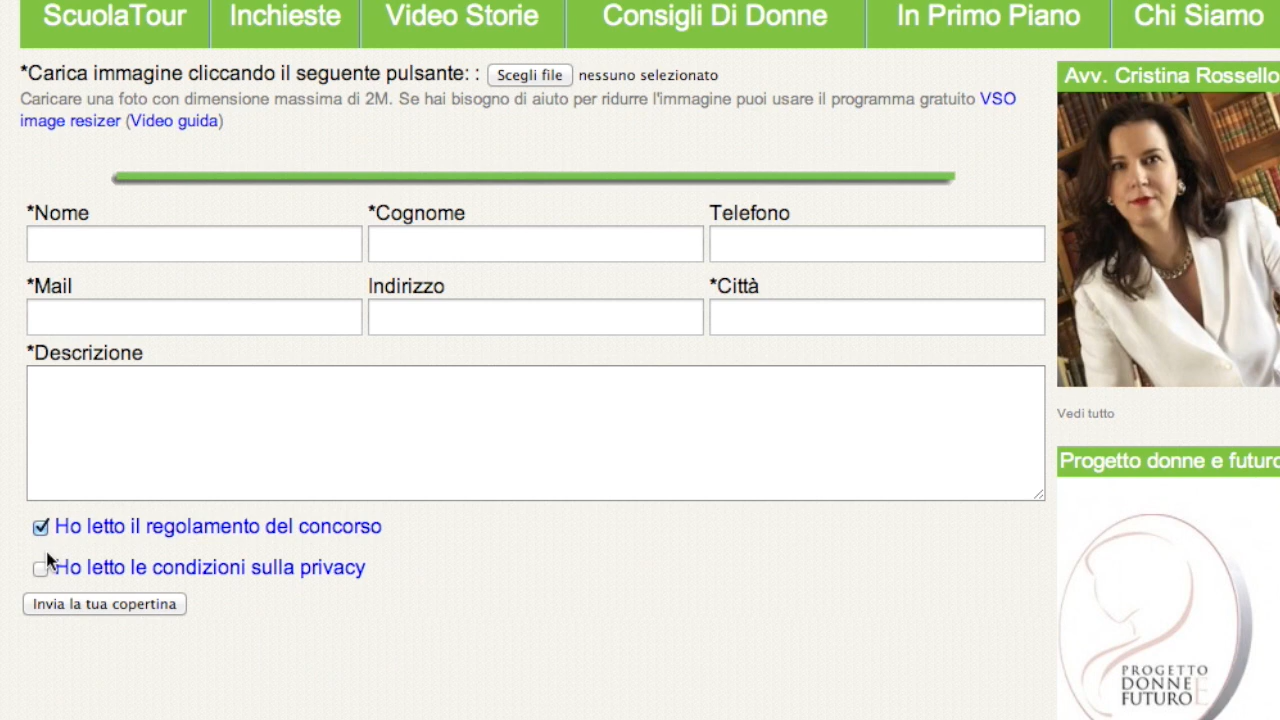 ScuolaTour Inchieste Video Storie Consigli Di Donne In Primo Piano Chi Siamo
*Carica immagine cliccando il seguente pulsante: : Scegli file nessuno selezionato
Caricare una foto con dimensione massima di 2M. Se hai bisogno di aiuto per ridurre l'immagine puoi usare il programma gratuito VSO
image resizer (Video guida)
*Nome *Cognome Telefono
*Mail Indirizzo *Città
*Descrizione
Ho letto il regolamento del concorso
Ho letto le condizioni sulla privacy
Invia la tua copertina
Avv. Cristina Rossello
Vedi tutto
Progetto donne e futuro
PROGETTO
DONNE E
FUTURO